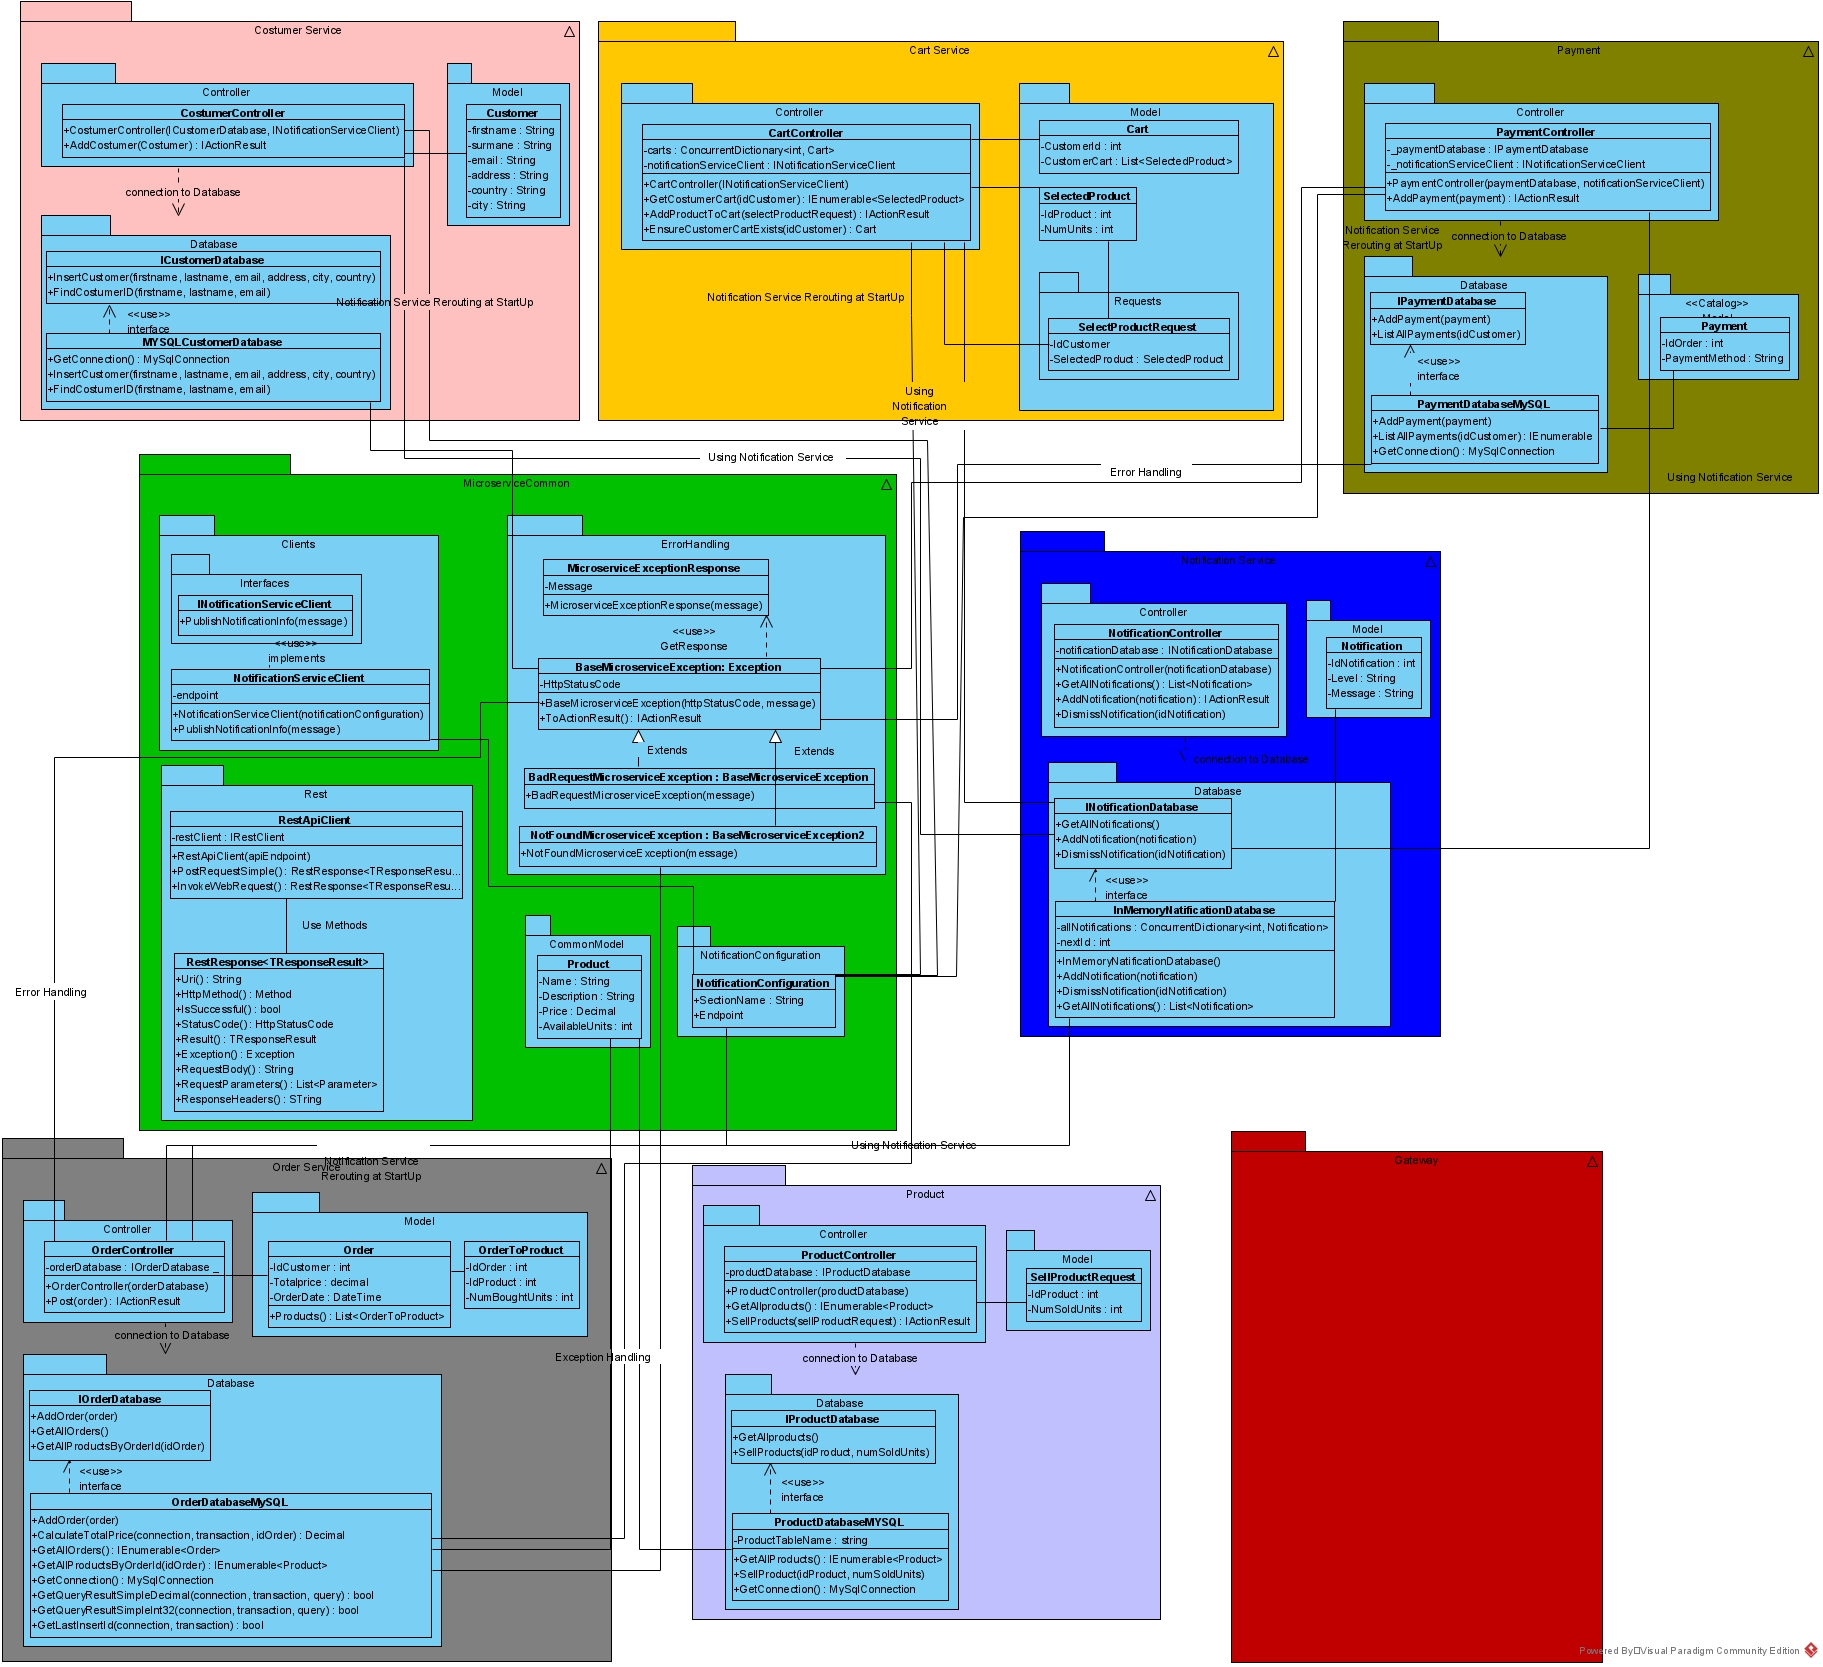 Costumer Service
Controller
CostumerController
+CostumerController(ICustomerDatabase, INotificationServiceClient)
+AddCostumer(Costumer) : IActionResult
connection to Database
Model
Customer
-firstname : String
-surmane : String
-email : String
-address : String
-country : String
-city : String
Database
ICustomerDatabase
+InsertCustomer(firstname, lastname, email, address, city, country)
+FindCostumerID(firstname, lastname, email)
<<use>>
interface
MYSQLCustomerDatabase
+GetConnection() : MySqlConnection
+InsertCustomer(firstname, lastname, email, address, city, country)
+FindCostumerID(firstname, lastname, email)
Notification Service Rerouting at StartUp
Cart Service
Controller
CartController
-carts : ConcurrentDictionary<int, Cart>
-notificationServiceClient : INotificationServiceClient
+CartController(INotificationServiceClient)
+GetCostumerCart(idCustomer) : IEnumerable<SelectedProduct>
+AddProductToCart(selectProductRequest) : IActionResult
+EnsureCustomerCartExists(idCustomer) : Cart
Model
Cart
-CustomerId : int
-CustomerCart : List<SelectedProduct>
SelectedProduct
-IdProduct : int
-NumUnits : int
Requests
SelectProductRequest
-IdCustomer
-SelectedProduct : SelectedProduct
Notification Service Rerouting at StartUp
Using
Notification
Service
Payment
Controller
PaymentController
-_paymentDatabase : IPaymentDatabase
-_notificationServiceClient : INotificationServiceClient
+PaymentController(paymentDatabase, notificationServiceClient)
+AddPayment(payment) : IActionResult
Notification Service
Rerouting at StartUp
connection to Database
Database
IPaymentDatabase
+AddPayment(payment)
+ListAllPayments(idCustomer)
<<use>>
interface
PaymentDatabaseMySQL
+AddPayment(payment)
+ListAllPayments(idCustomer) : IEnumerable
+GetConnection() : MySqlConnection
<<Catalog>>
Model
Payment
-IdOrder : int
-PaymentMethod : String
Using Notification Service
Using Notification Service
Error Handling
MicroserviceCommon
Clients
Interfaces
INotificationServiceClient
+PublishNotificationInfo(message)
<<use>>
implements
NotificationServiceClient
-endpoint
+NotificationServiceClient(notificationConfiguration)
+PublishNotificationInfo(message)
ErrorHandling
MicroserviceExceptionResponse
-Message
+MicroserviceExceptionResponse(message)
<<use>>
GetResponse
BaseMicroserviceException: Exception
-HttpStatusCode
+BaseMicroserviceException(httpStatusCode, message)
+ToActionResult() : IActionResult
Extends
Extends
BadRequestMicroserviceException : BaseMicroserviceException
+BadRequestMicroserviceException(message)
NotFoundMicroserviceException : BaseMicroserviceException2
+NotFoundMicroserviceException(message)
Rest
RestApiClient
-restClient : IRestClient
+RestApiClient(apiEndpoint)
+PostRequestSimple() : RestResponse<TResponseResu...
+InvokeWebRequest() : RestResponse<TResponseResu...
Use Methods
RestResponse<TResponseResult>
+Uri() : String
+HttpMethod() : Method
+IsSuccessful() : bool
+StatusCode() : HttpStatusCode
+Result() : TResponseResult
+Exception() : Exception
+RequestBody() : String
+RequestParameters() : List<Parameter>
+ResponseHeaders() : STring
CommonModel
Product
-Name : String
-Description : String
-Price : Decimal
-AvailableUnits : int
NotificationConfiguration
NotificationConfiguration
+SectionName : String
+Endpoint
Error Handling
Notification Service
Controller
NotificationController
-notificationDatabase : INotificationDatabase
+NotificationController(notificationDatabase)
+GetAllNotifications() : List<Notification>
+AddNotification(notification) : IActionResult
+DismissNotification(idNotification)
Model
Notification
-IdNotification : int
-Level : String
-Message : String
connection to Database
Database
INotificationDatabase
+GetAllNotifications()
+AddNotification(notification)
+DismissNotification(idNotification)
<<use>>
interface
InMemoryNatificationDatabase
-allNotifications : ConcurrentDictionary<int, Notification>
-nextId : int
+InMemoryNatificationDatabase()
+AddNotification(notification)
+DismissNotification(idNotification)
+GetAllNotifications() : List<Notification>
Using Notification Service
Order Service
Notification Service
Rerouting at StartUp
Controller
OrderController
-orderDatabase : IOrderDatabase _
+OrderController(orderDatabase)
+Post(order) : IActionResult
Model
Order
-IdCustomer : int
-Totalprice : decimal
-OrderDate : DateTime
+Products() : List<OrderToProduct>
OrderToProduct
-IdOrder : int
-IdProduct : int
-NumBoughtUnits : int
connection to Database
Exception Handling
Database
IOrderDatabase
+AddOrder(order)
+GetAllOrders()
+GetAllProductsByOrderId(idOrder)
<<use>>
interface
OrderDatabaseMySQL
+AddOrder(order)
+CalculateTotalPrice(connection, transaction, idOrder) : Decimal
+GetAllOrders() : IEnumerable<Order>
+GetAllProductsByOrderId(idOrder) : IEnumerable<Product>
+GetConnection() : MySqlConnection
+GetQueryResultSimpleDecimal(connection, transaction, query) : bool
+GetQueryResultSimpleInt32(connection, transaction, query) : bool
+GetLastInsertId(connection, transaction) : bool
Product
Controller
ProductController
-productDatabase : IProductDatabase
+ProductController(productDatabase)
+GetAllproducts() : IEnumerable<Product>
+SellProducts(sellProductRequest) : IActionResult
Model
SellProductRequest
-IdProduct : int
-NumSoldUnits : int
connection to Database
Database
IProductDatabase
+GetAllproducts()
+SellProducts(idProduct, numSoldUnits)
<<use>>
interface
ProductDatabaseMYSQL
-ProductTableName : string
+GetAllProducts() : IEnumerable<Product>
+SellProduct(idProduct, numSoldUnits)
+GetConnection() : MySqlConnection
Gateway
Powered By□Visual Paradigm Community Edition